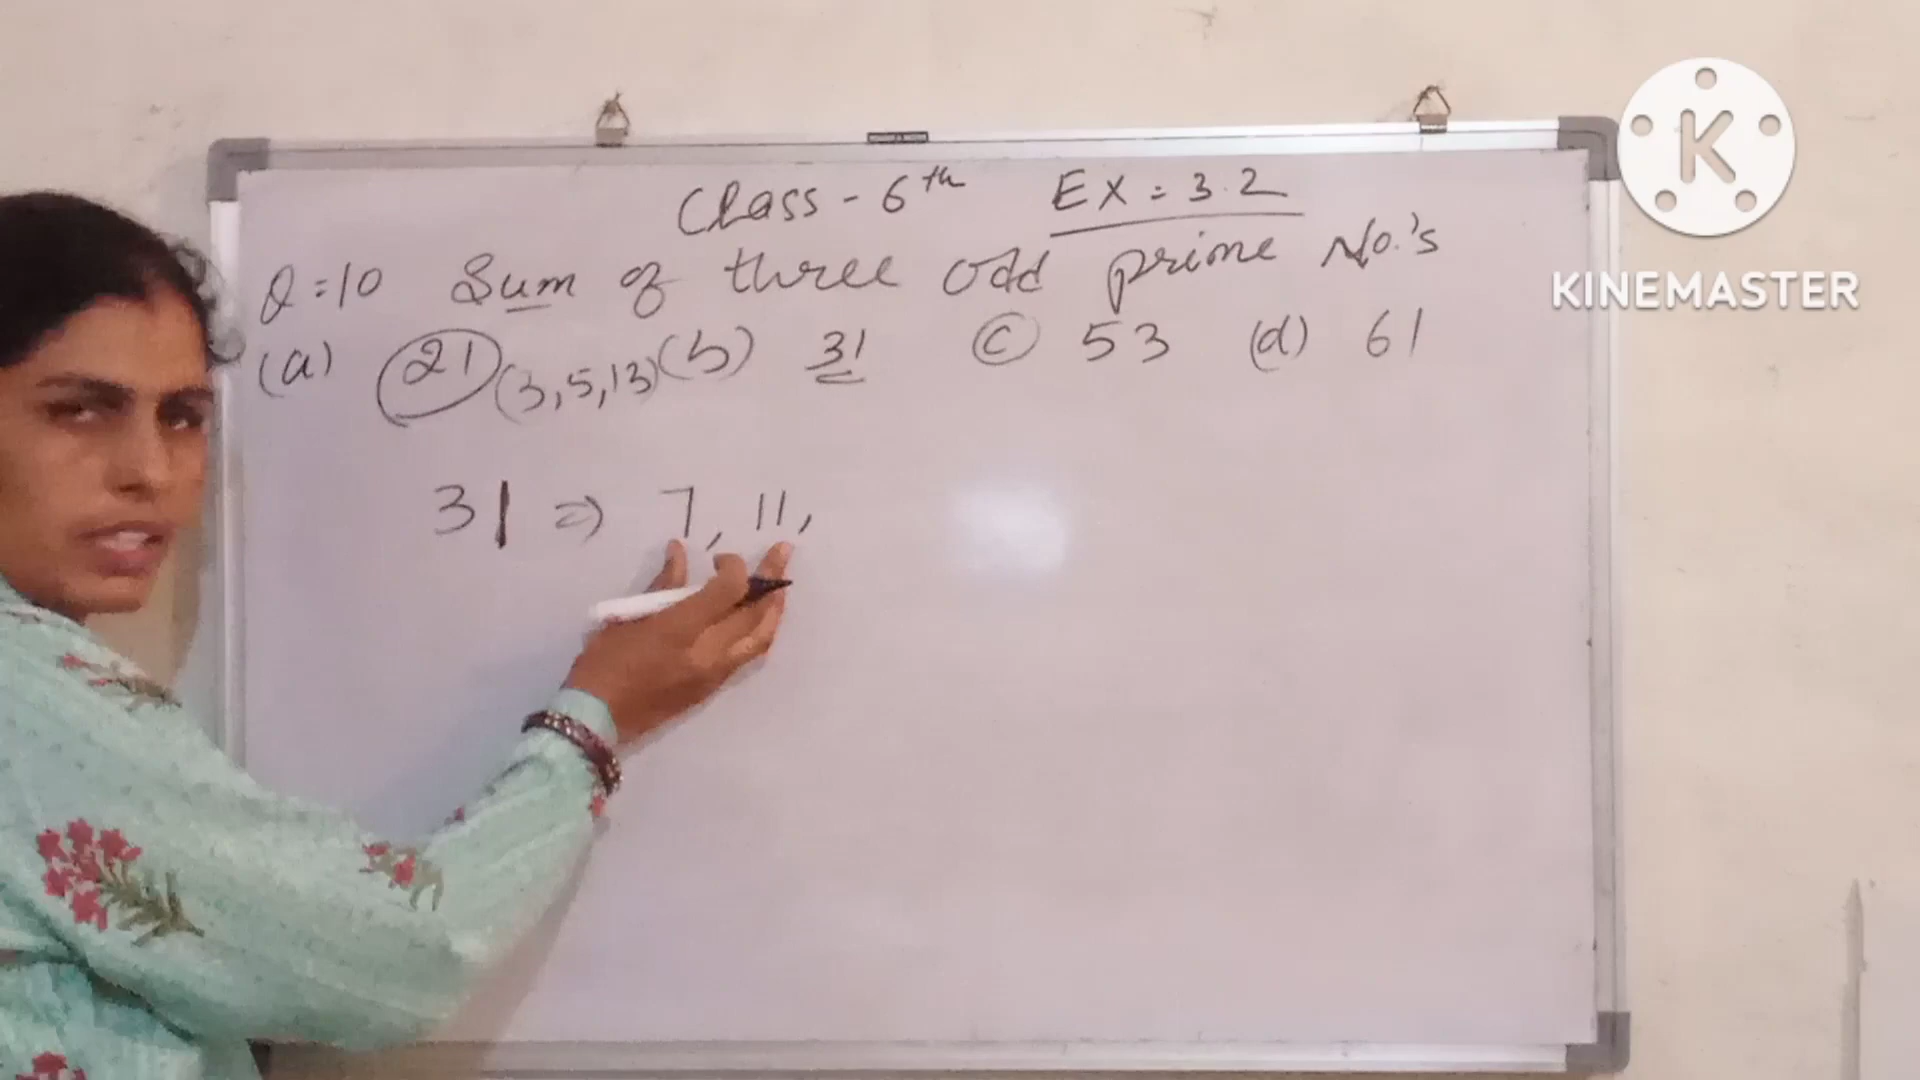 Class - 6th Ex = 3.2
Q = 10 Sum of three odd prime No.'s
(a) 21 (3,5,13) (b) 31 (c) 53 (d) 61
31 ⇒ 7, 11,
K
KINEMASTER